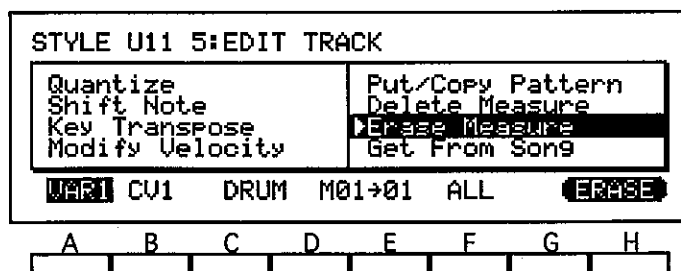 STYLE U11 5:EDIT TRACK
Quantize
Shift Note
Key Transpose
Modify Velocity
Put/Copy Pattern
Delete Measure
Erase Measure
Get From Song
VAR1 CV1 DRUM M01→01 ALL ERASE
A B C D E F G H